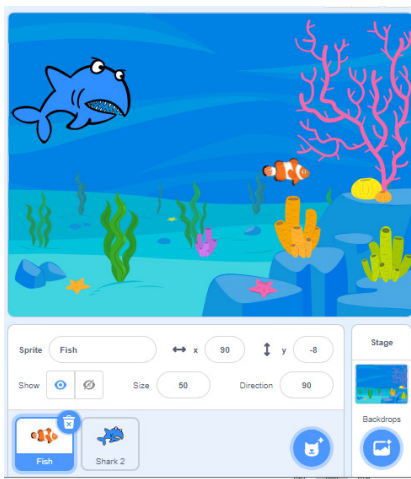 Sprite Fish x 90 y -8
Show Size 50 Direction 90
Stage
Backdrops
Fish Shark 2